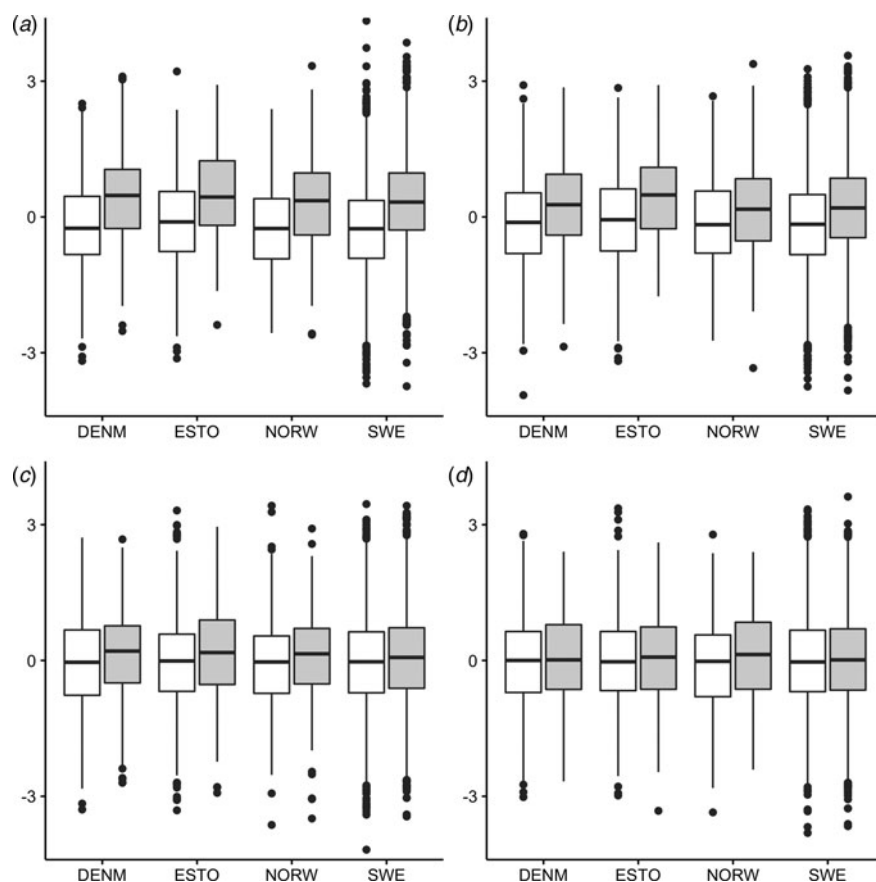 (a)
3
0
-3
DENM ESTO NORW SWE
(b)
3
0
-3
DENM ESTO NORW SWE
(c)
3
0
-3
DENM ESTO NORW SWE
(d)
3
0
-3
DENM ESTO NORW SWE